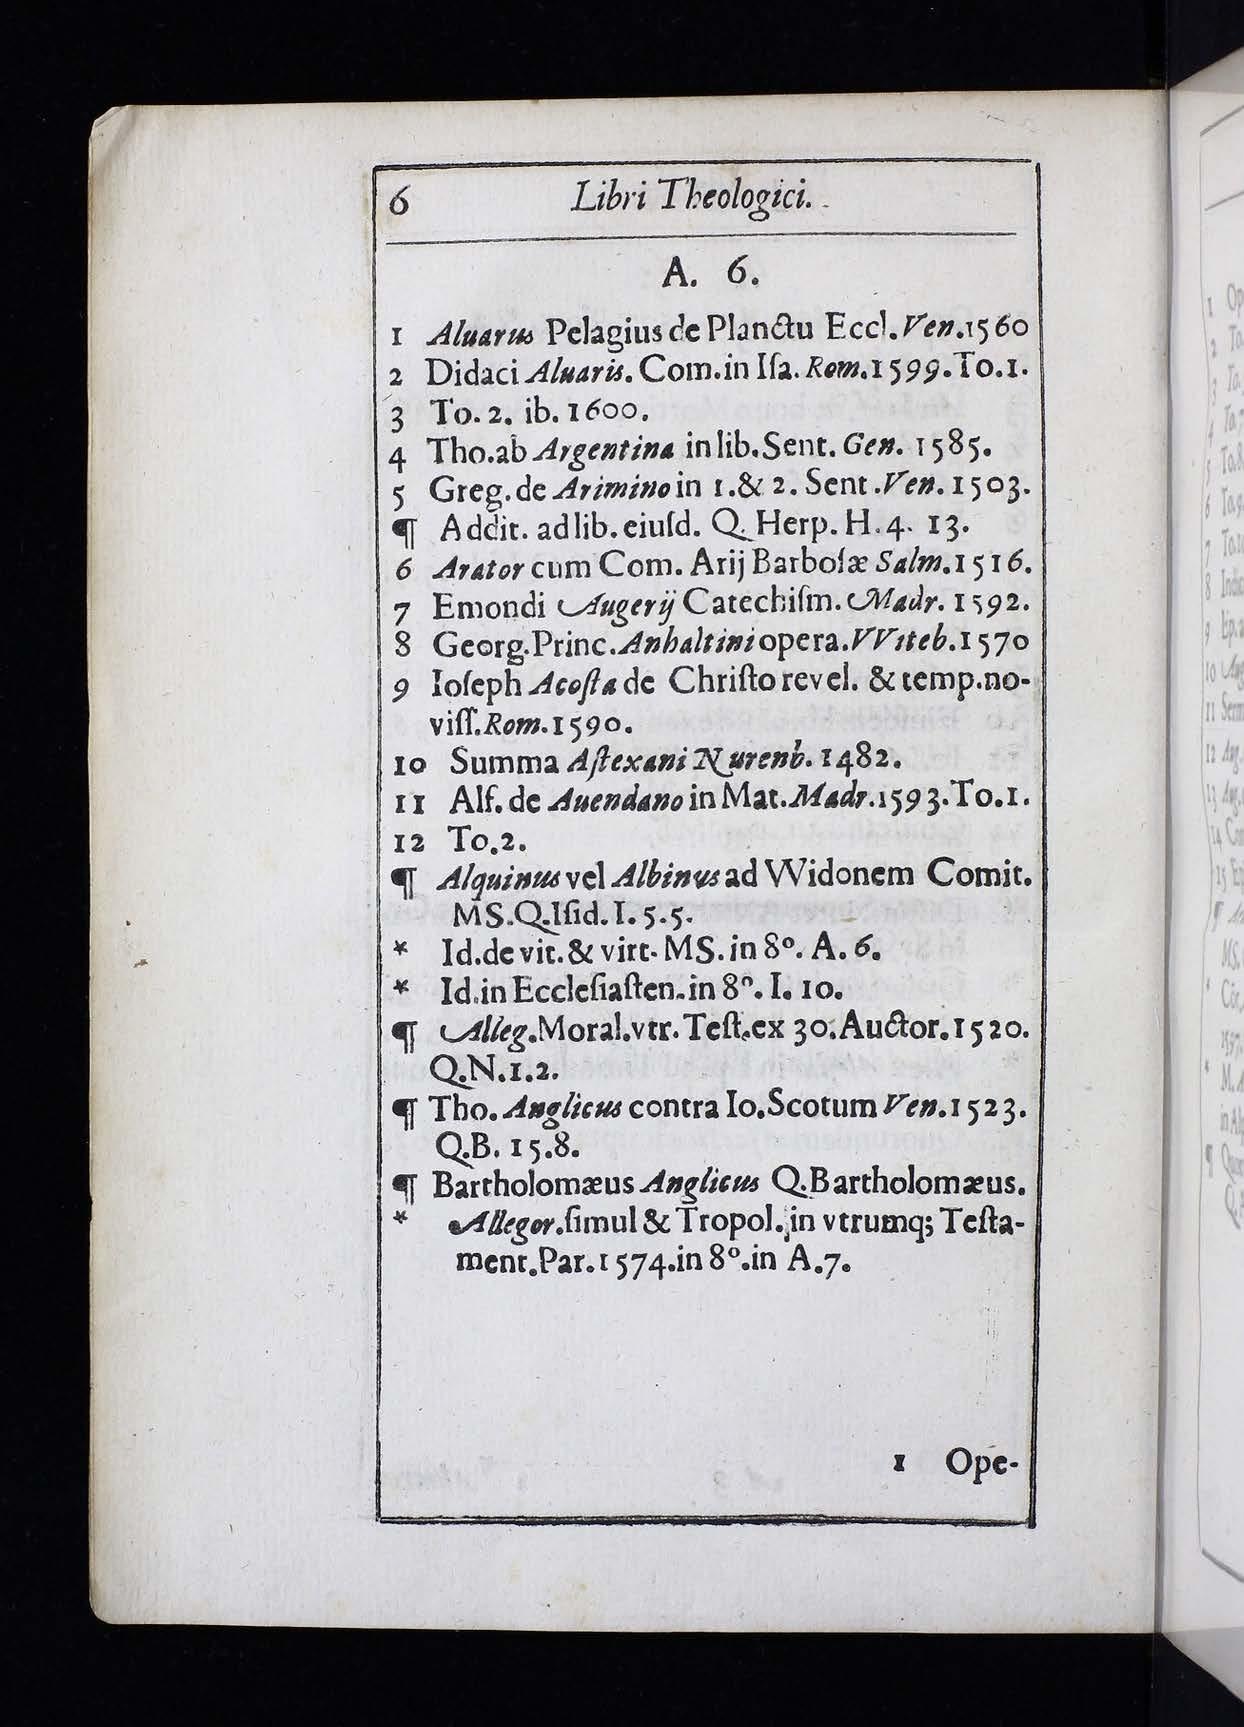 6 Libri Theologici.
A. 6.
1 Aluarus Pelagius de Planctu Eccl. Ven. 1560
2 Didaci Aluaris. Com. in Iſa. Rom. 1599. To. 1.
3 To. 2. ib. 1600.
4 Tho. ab Argentina in lib. Sent. Gen. 1585.
5 Greg. de Arimino in 1. & 2. Sent. Ven. 1503.
¶ Addit. ad lib. eiuſd. Q. Herp. H. 4. 13.
6 Arator cum Com. Arij Barboſæ Salm. 1516.
7 Emondi Augerij Catechiſm. Madr. 1592.
8 Georg. Princ. Anhaltini opera. VViteb. 1570
9 Ioſeph Acoſta de Chriſto revel. & temp. no-
viſſ. Rom. 1590.
10 Summa Aſtexani Nurenb. 1482.
11 Alf. de Auendano in Mat. Madr. 1593. To. 1.
12 To. 2.
¶ Alquinus vel Albinus ad Widonem Comit.
MS. Q. Iſid. I. 5. 5.
* Id. de vit. & virt. MS. in 8°. A. 6.
* Id. in Eccleſiaſten. in 8°. I. 10.
¶ Alleg. Moral. vtr. Teſt. ex 30. Auctor. 1520.
Q. N. 1. 2.
¶ Tho. Anglicus contra Io. Scotum Ven. 1523.
Q. B. 15. 8.
¶ Bartholomæus Anglicus Q. Bartholomæus.
* Allegor. ſimul & Tropol. in vtrumq; Teſta-
ment. Par. 1574. in 8°. in A. 7.
1 Ope-